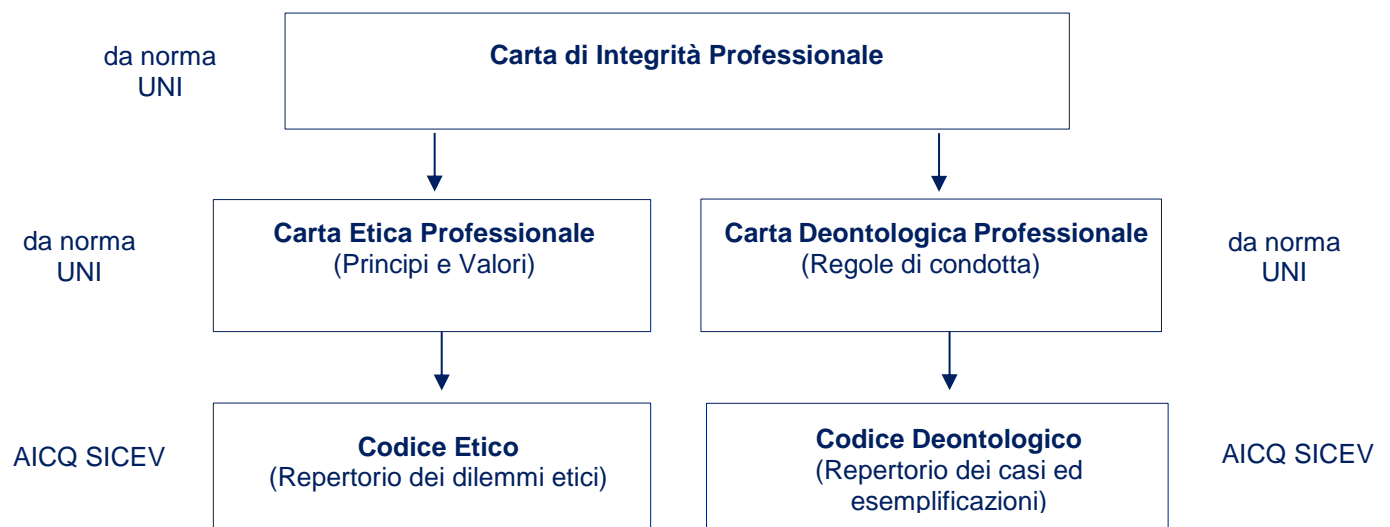 da norma
UNI
Carta di Integrità Professionale
da norma
UNI
Carta Etica Professionale
(Principi e Valori)
Carta Deontologica Professionale
(Regole di condotta)
da norma
UNI
AICQ SICEV
Codice Etico
(Repertorio dei dilemmi etici)
Codice Deontologico
(Repertorio dei casi ed
esemplificazioni)
AICQ SICEV